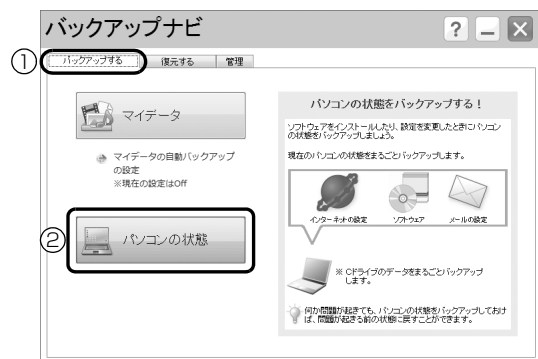 バックアップナビ
? _ ×
① バックアップする 復元する 管理
マイデータ
マイデータの自動バックアップ
の設定
※現在の設定はOff
② パソコンの状態
パソコンの状態をバックアップする！
ソフトウェアをインストールしたり、設定を変更したときにパソコン
の状態をバックアップしましょう。
現在のパソコンの状態をまるごとバックアップします。
インターネットの設定 ソフトウェア メールの設定
※ Cドライブのデータをまるごとバックアップ
します。
何か問題が起きても、パソコンの状態をバックアップしておけ
ば、問題が起きる前の状態に戻すことができます。